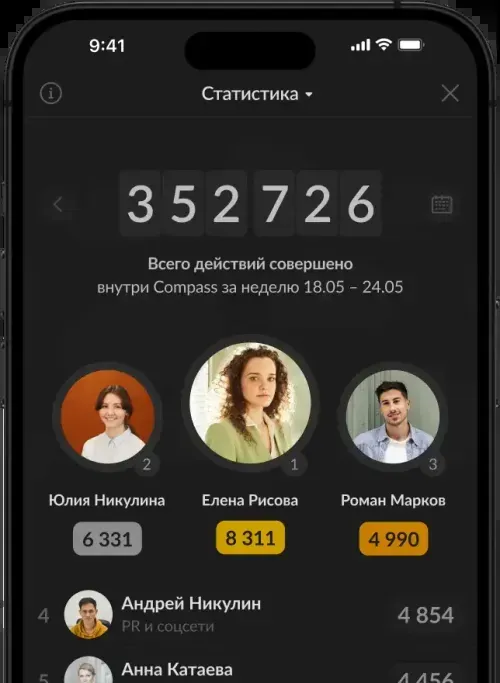 9:41
Статистика
352726
Всего действий совершено
внутри Compass за неделю 18.05 – 24.05
2
1
3
Юлия Никулина
Елена Рисова
Роман Марков
6 331
8 311
4 990
4
Андрей Никулин
4 854
PR и соцсети
5
Анна Катаева
4 456